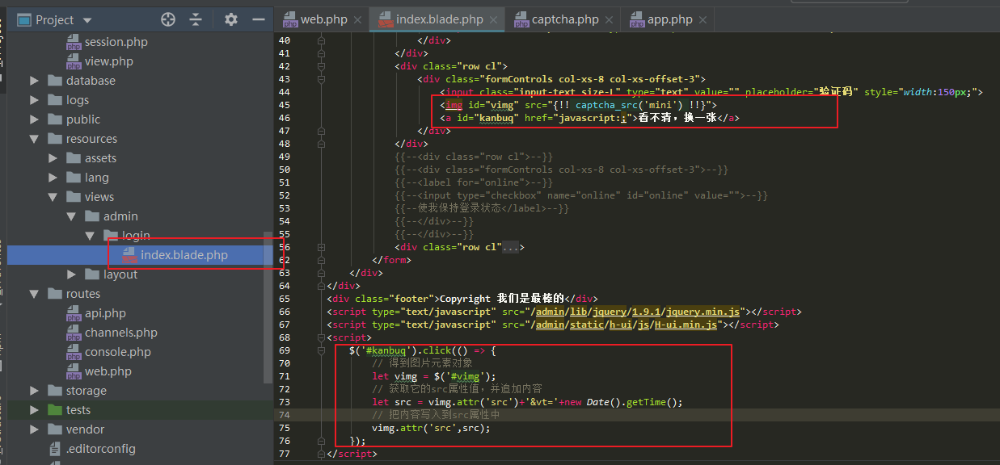 Project
session.php
view.php
database
logs
public
resources
assets
lang
views
admin
login
index.blade.php
layout
routes
api.php
channels.php
console.php
web.php
storage
tests
vendor
.editorconfig
web.php
index.blade.php
captcha.php
app.php
40 </div>
41 </div>
42 <div class="row cl">
43 <div class="formControls col-xs-8 col-xs-offset-3">
44 <input class="input-text size-L" type="text" value="" placeholder="验证码" style="width:150px;">
45 <img id="vimg" src="{!! captcha_src('mini') !!}">
46 <a id="kanbuq" href="javascript:;">看不清，换一张</a>
47 </div>
48 </div>
49 {{--<div class="row cl">--}}
50 {{--<div class="formControls col-xs-8 col-xs-offset-3">--}}
51 {{--<label for="online">--}}
52 {{--<input type="checkbox" name="online" id="online" value="">--}}
53 {{--使我保持登录状态</label>--}}
54 {{--</div>--}}
55 {{--</div>--}}
56 <div class="row cl"...>
62 </form>
63 </div>
64 </div>
65 <div class="footer">Copyright 我们是最棒的</div>
66 <script type="text/javascript" src="/admin/lib/jquery/1.9.1/jquery.min.js"></script>
67 <script type="text/javascript" src="/admin/static/h-ui/js/H-ui.min.js"></script>
68 <script>
69 $('#kanbuq').click(() => {
70 // 得到图片元素对象
71 let vimg = $('#vimg');
72 // 获取它的src属性值，并追加内容
73 let src = vimg.attr('src')+'&vt='+new Date().getTime();
74 // 把内容写入到src属性中
75 vimg.attr('src',src);
76 });
77 </script>